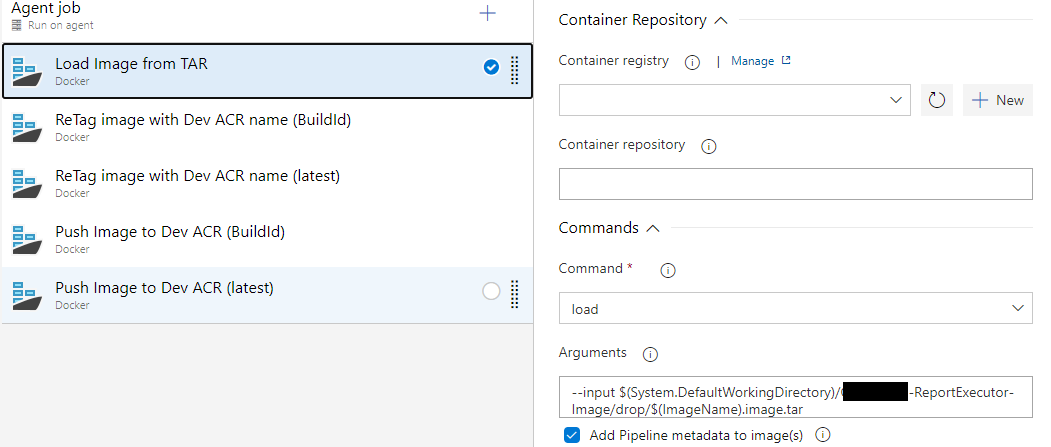 Agent job
Run on agent
Load Image from TAR
Docker
ReTag image with Dev ACR name (BuildId)
Docker
ReTag image with Dev ACR name (latest)
Docker
Push Image to Dev ACR (BuildId)
Docker
Push Image to Dev ACR (latest)
Docker
Container Repository
Container registry | Manage
New
Container repository
Commands
Command *
load
Arguments
--input $(System.DefaultWorkingDirectory)/ -ReportExecutor-
Image/drop/$(ImageName).image.tar
Add Pipeline metadata to image(s)